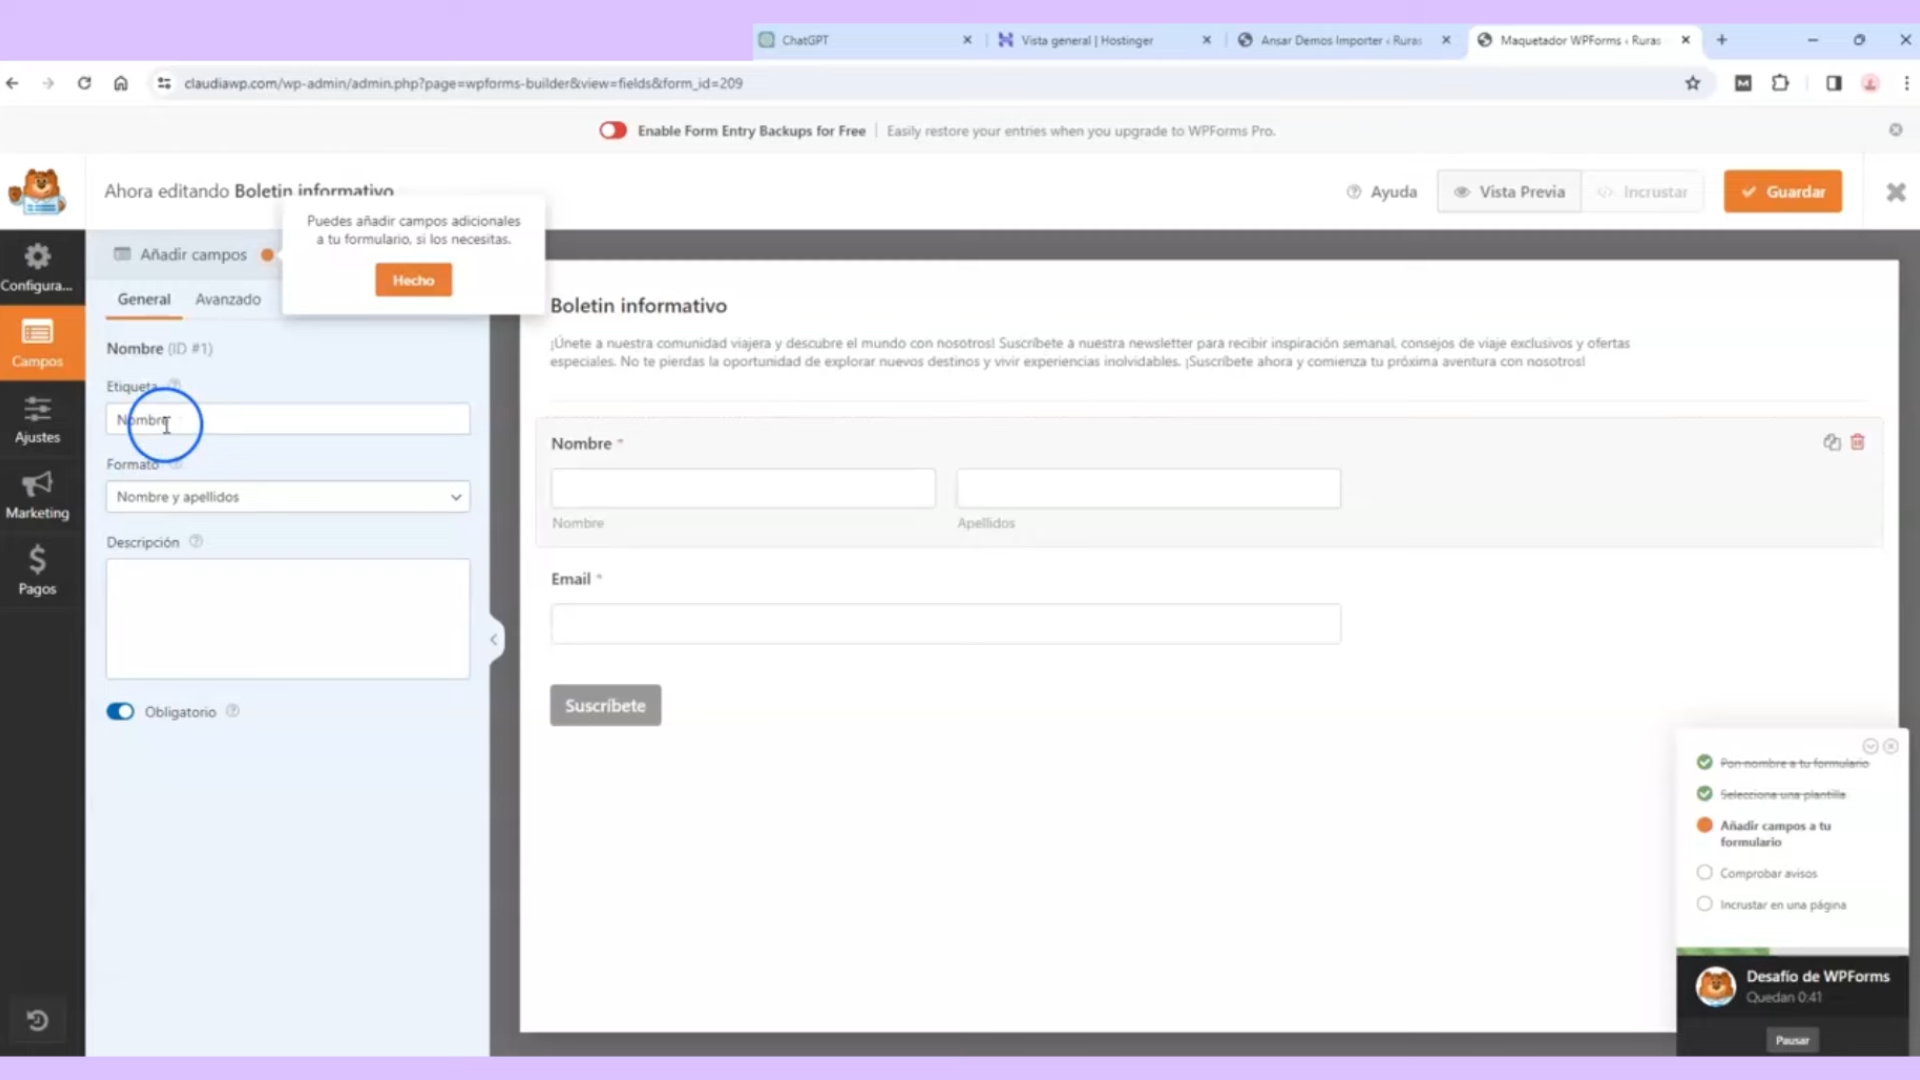 ChatGPT
Vista general | Hostinger
Ansar Demos Importer ‹ Ruras
Maquetador WPForms ‹ Ruras
claudiawp.com/wp-admin/admin.php?page=wpforms-builder&view=fields&form_id=209
Enable Form Entry Backups for Free | Easily restore your entries when you upgrade to WPForms Pro.
Ahora editando Boletin informativo
Ayuda
Vista Previa
Incrustar
Guardar
Puedes añadir campos adicionales
a tu formulario, si los necesitas.
Hecho
Configura...
Campos
Ajustes
Marketing
Pagos
Añadir campos
General
Avanzado
Nombre (ID #1)
Etiqueta
Nombre
Formato
Nombre y apellidos
Descripción
Obligatorio
Boletin informativo
¡Únete a nuestra comunidad viajera y descubre el mundo con nosotros! Suscríbete a nuestra newsletter para recibir inspiración semanal, consejos de viaje exclusivos y ofertas
especiales. No te pierdas la oportunidad de explorar nuevos destinos y vivir experiencias inolvidables. ¡Suscríbete ahora y comienza tu próxima aventura con nosotros!
Nombre *
Nombre
Apellidos
Email *
Suscríbete
Pon nombre a tu formulario
Selecciona una plantilla
Añadir campos a tu
formulario
Comprobar avisos
Incrustar en una página
Desafío de WPForms
Quedan 0:41
Pausar